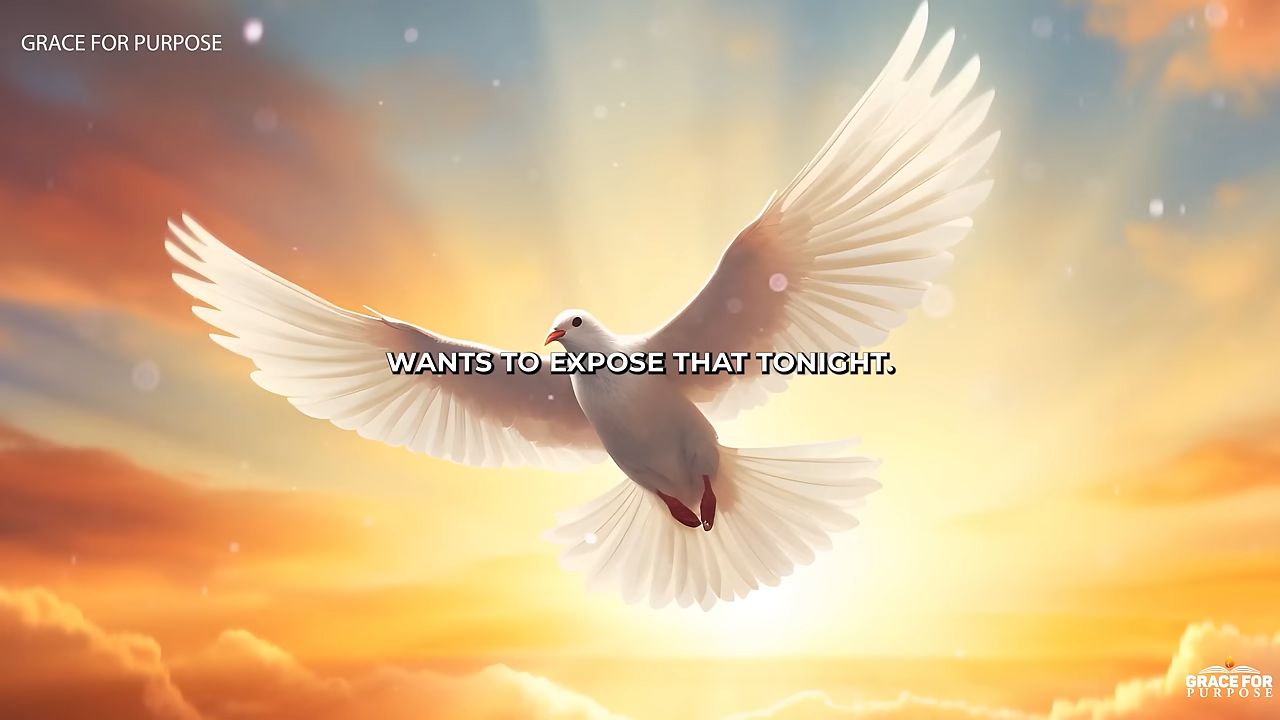 GRACE FOR PURPOSE
WANTS TO EXPOSE THAT TONIGHT.
GRACE FOR
PURPOSE